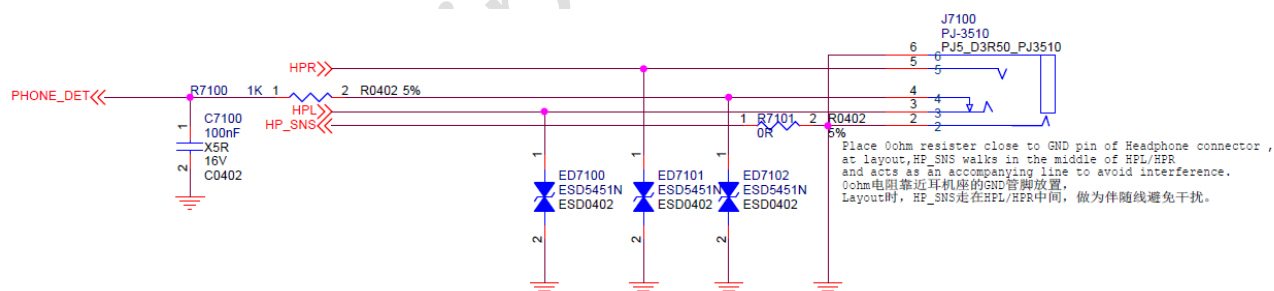 J7100
PJ-3510
PJ5_D3R50_PJ3510
6
6
5
5
HPR
PHONE_DET
R7100 1K 1 2 R0402 5%
4
4
HPL
3
3
HP_SNS
1 R7101 2 R0402
0R 5%
2
2
C7100
100nF
X5R
16V
C0402
1
2
Place 0ohm resister close to GND pin of Headphone connector ,
at layout,HP_SNS walks in the middle of HPL/HPR
and acts as an accompanying line to avoid interference.
0ohm电阻靠近耳机座的GND管脚放置，
Layout时，HP_SNS走在HPL/HPR中间，做为伴随线避免干扰。
1
ED7100
ESD5451N
ESD0402
2
1
ED7101
ESD5451N
ESD0402
2
1
ED7102
ESD5451N
ESD0402
2